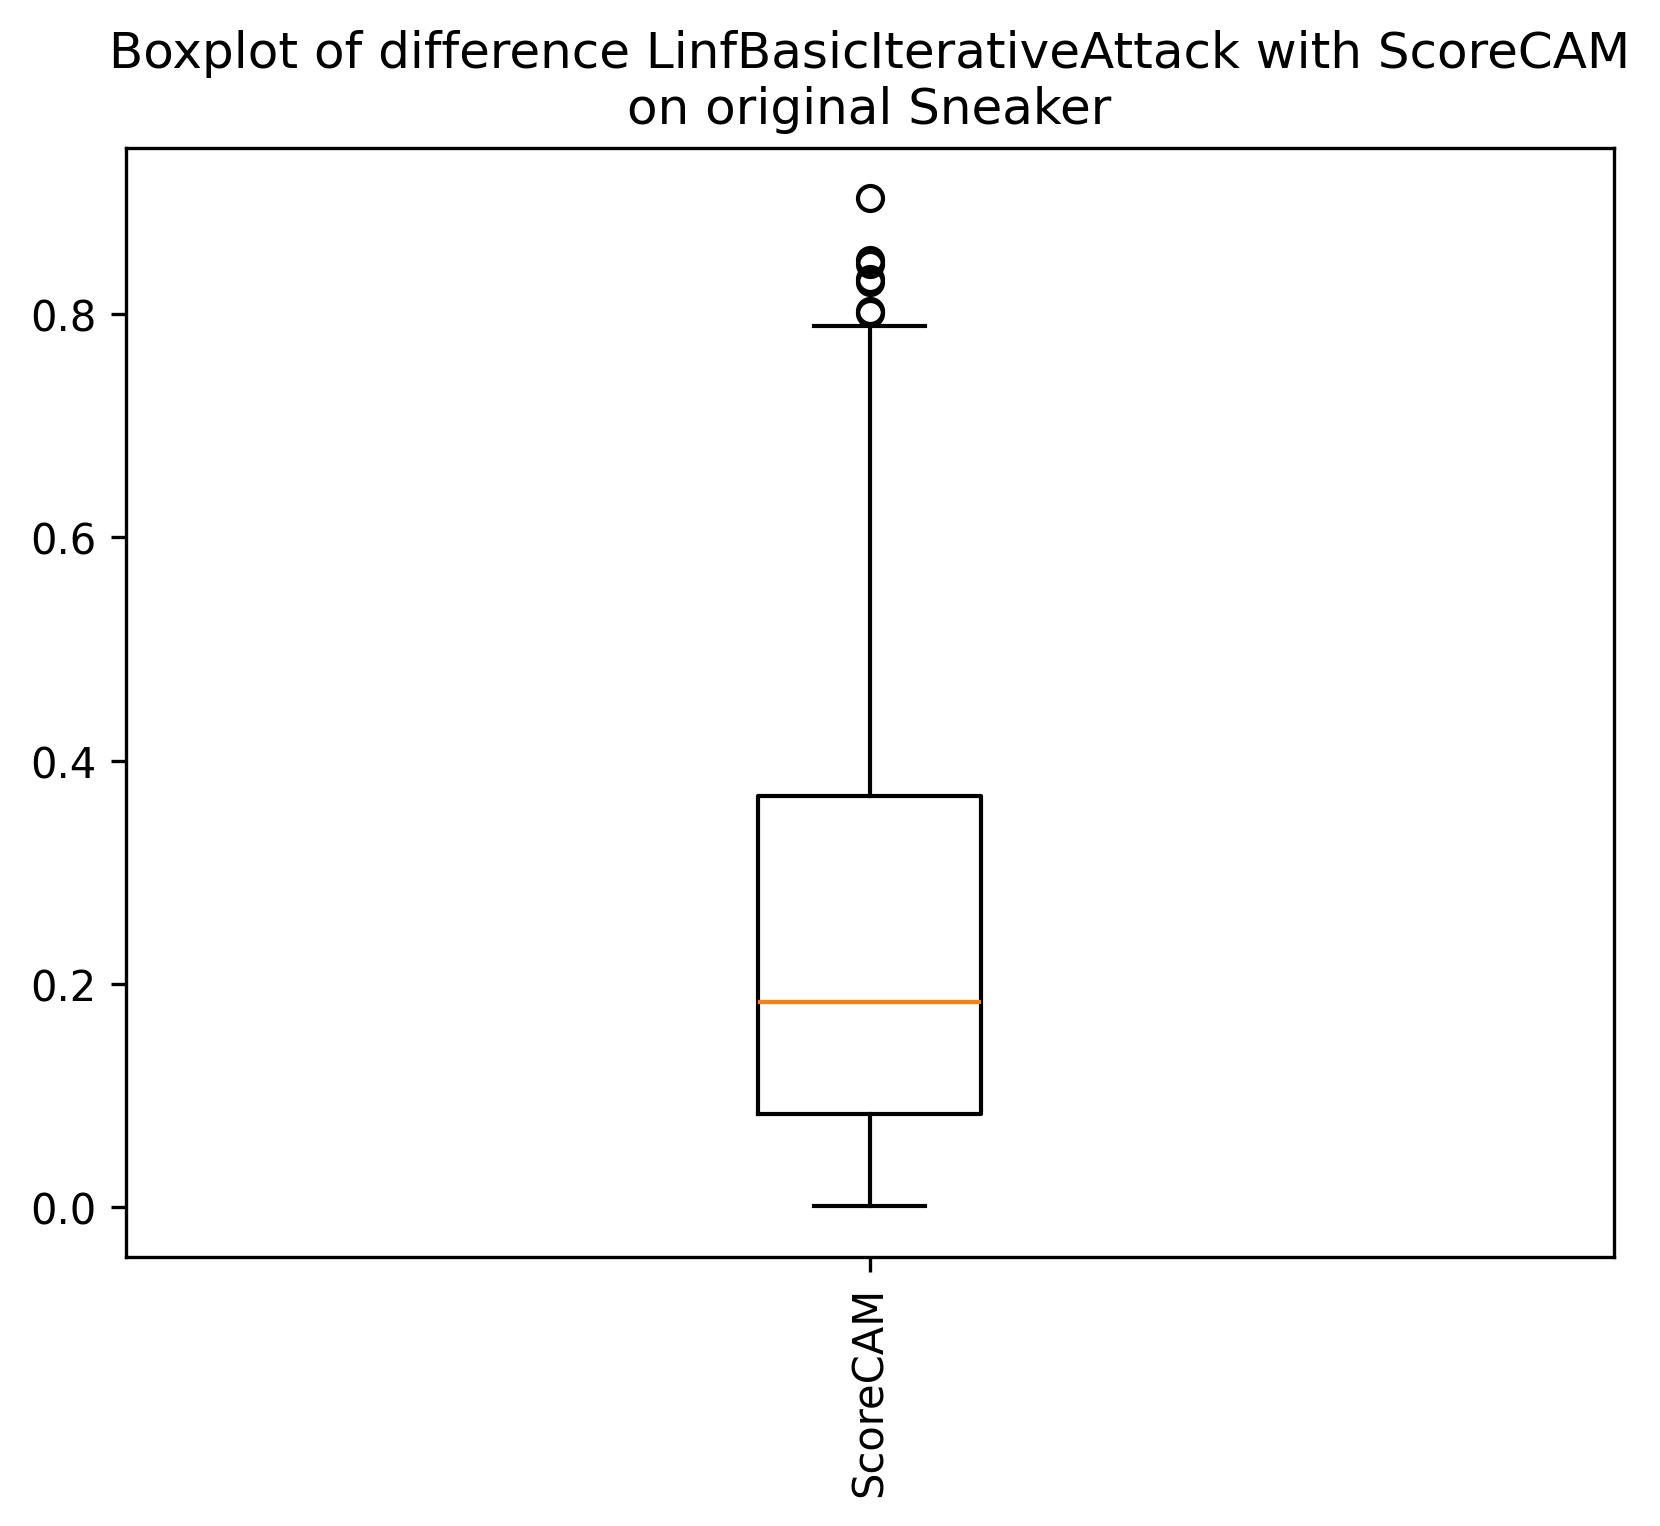 Boxplot of difference LinfBasicIterativeAttack with ScoreCAM
on original Sneaker
0.8
0.6
0.4
0.2
0.0
ScoreCAM